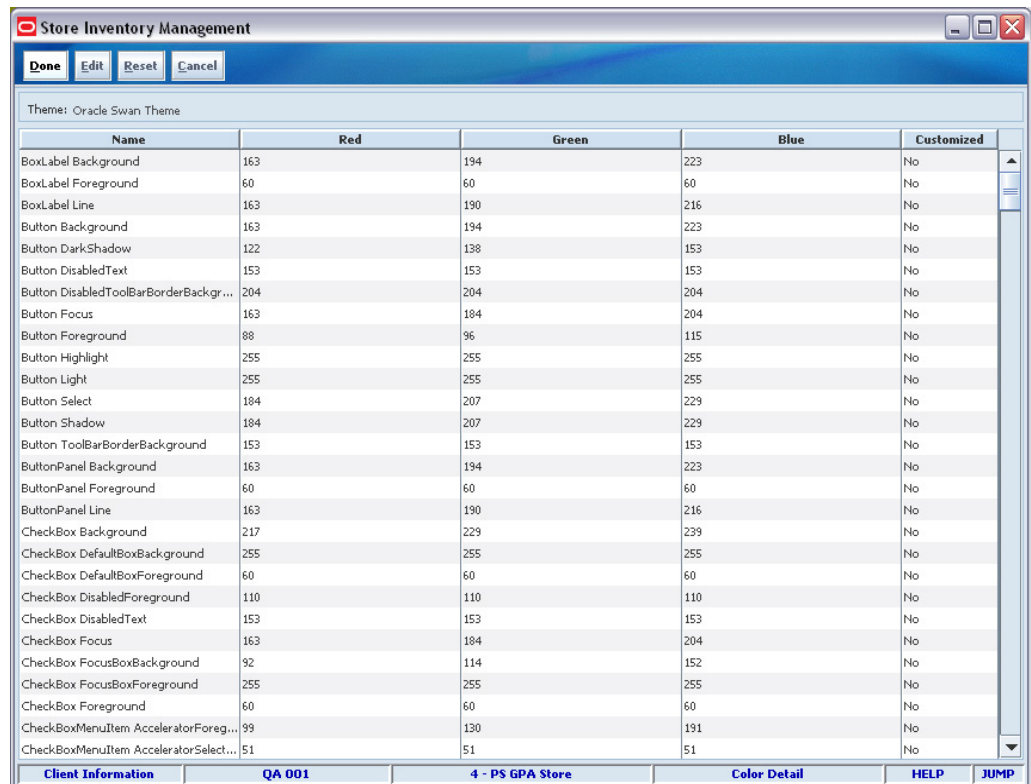 Store Inventory Management
Done Edit Reset Cancel
Theme: Oracle Swan Theme
Name Red Green Blue Customized
BoxLabel Background 163 194 223 No
BoxLabel Foreground 60 60 60 No
BoxLabel Line 163 190 216 No
Button Background 163 194 223 No
Button DarkShadow 122 138 153 No
Button DisabledText 153 153 153 No
Button DisabledToolBarBorderBackgr... 204 204 204 No
Button Focus 163 184 204 No
Button Foreground 88 96 115 No
Button Highlight 255 255 255 No
Button Light 255 255 255 No
Button Select 184 207 229 No
Button Shadow 184 207 229 No
Button ToolBarBorderBackground 153 153 153 No
ButtonPanel Background 163 194 223 No
ButtonPanel Foreground 60 60 60 No
ButtonPanel Line 163 190 216 No
CheckBox Background 217 229 239 No
CheckBox DefaultBoxBackground 255 255 255 No
CheckBox DefaultBoxForeground 60 60 60 No
CheckBox DisabledForeground 110 110 110 No
CheckBox DisabledText 153 153 153 No
CheckBox Focus 163 184 204 No
CheckBox FocusBoxBackground 92 114 152 No
CheckBox FocusBoxForeground 255 255 255 No
CheckBox Foreground 60 60 60 No
CheckBoxMenuItem AcceleratorForeg... 99 130 191 No
CheckBoxMenuItem AcceleratorSelect... 51 51 51 No
Client Information QA 001 4 - PS GPA Store Color Detail HELP JUMP